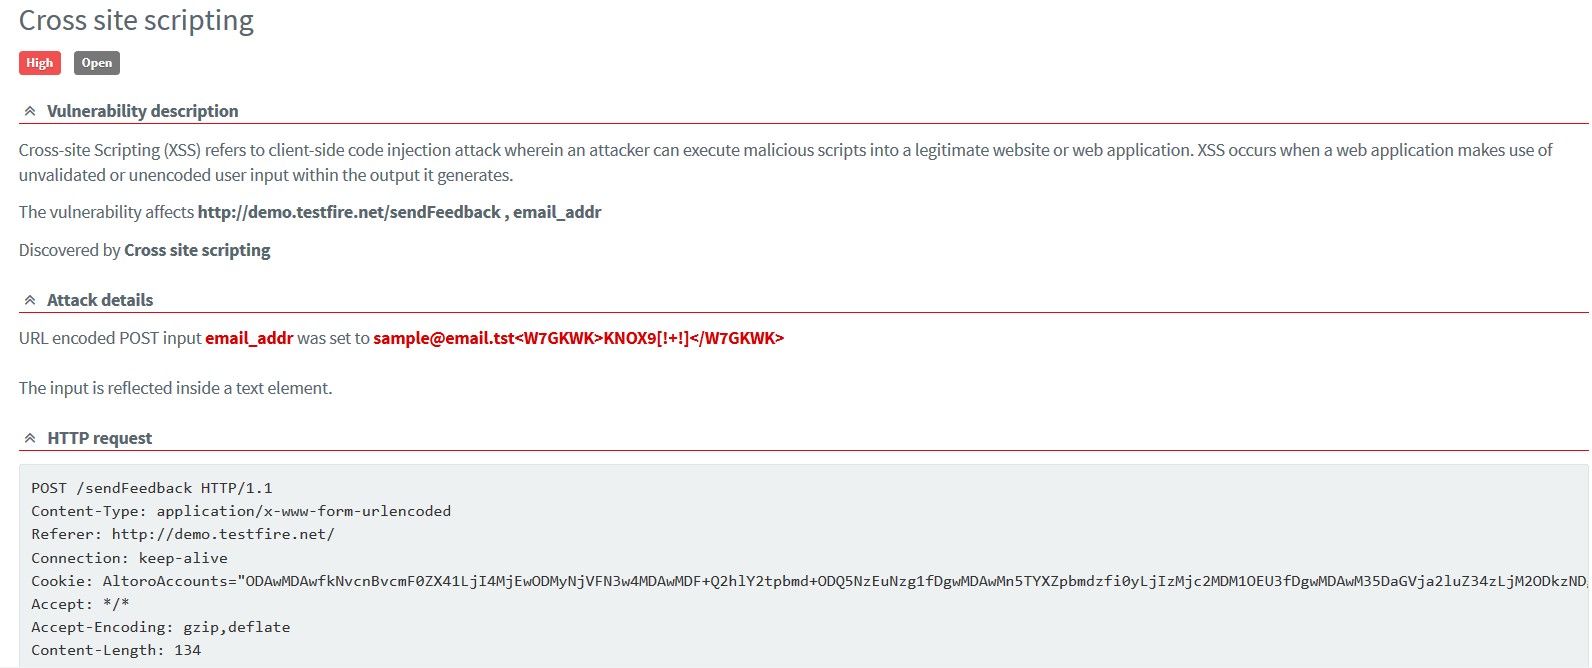 Cross site scripting
High Open
Vulnerability description
Cross-site Scripting (XSS) refers to client-side code injection attack wherein an attacker can execute malicious scripts into a legitimate website or web application. XSS occurs when a web application makes use of
unvalidated or unencoded user input within the output it generates.
The vulnerability affects http://demo.testfire.net/sendFeedback , email_addr
Discovered by Cross site scripting
Attack details
URL encoded POST input email_addr was set to sample@email.tst<W7GKWK>KNOX9[!+!]</W7GKWK>
The input is reflected inside a text element.
HTTP request
POST /sendFeedback HTTP/1.1
Content-Type: application/x-www-form-urlencoded
Referer: http://demo.testfire.net/
Connection: keep-alive
Cookie: AltoroAccounts="ODAwMDAwfkNvcnBvcmF0ZX41LjI4MjEwODMyNjVFN3w4MDAwMDF+Q2hlY2tpbmd+ODQ5NzEuNzg1fDgwMDAwMn5TYXZpbmdzfi0yLjIzMjc2MDM1OEU3fDgwMDAwM35DaGVja2luZ34zLjM2ODkzND
Accept: */*
Accept-Encoding: gzip,deflate
Content-Length: 134